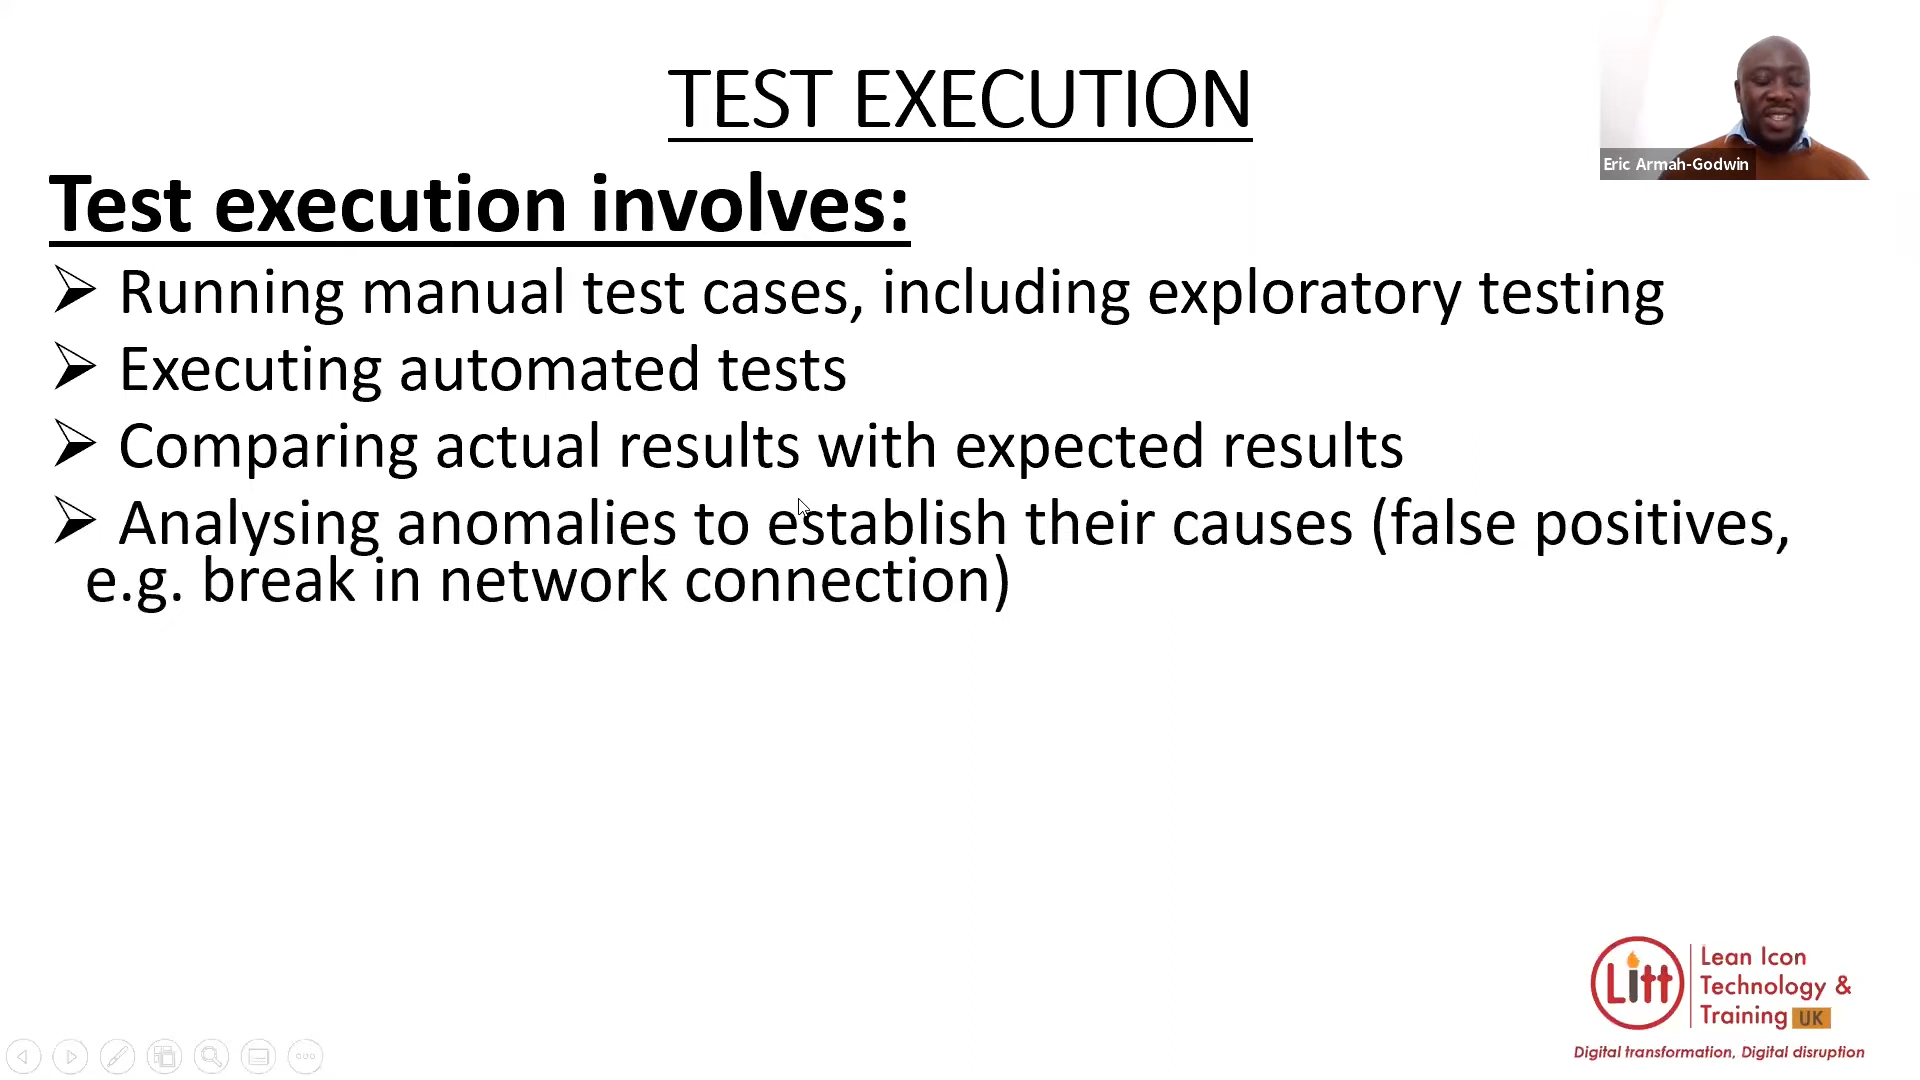 TEST EXECUTION
Eric Armah-Godwin
Test execution involves:
Running manual test cases, including exploratory testing
Executing automated tests
Comparing actual results with expected results
Analysing anomalies to establish their causes (false positives,
e.g. break in network connection)
Litt
Lean Icon
Technology &
Training UK
Digital transformation, Digital disruption